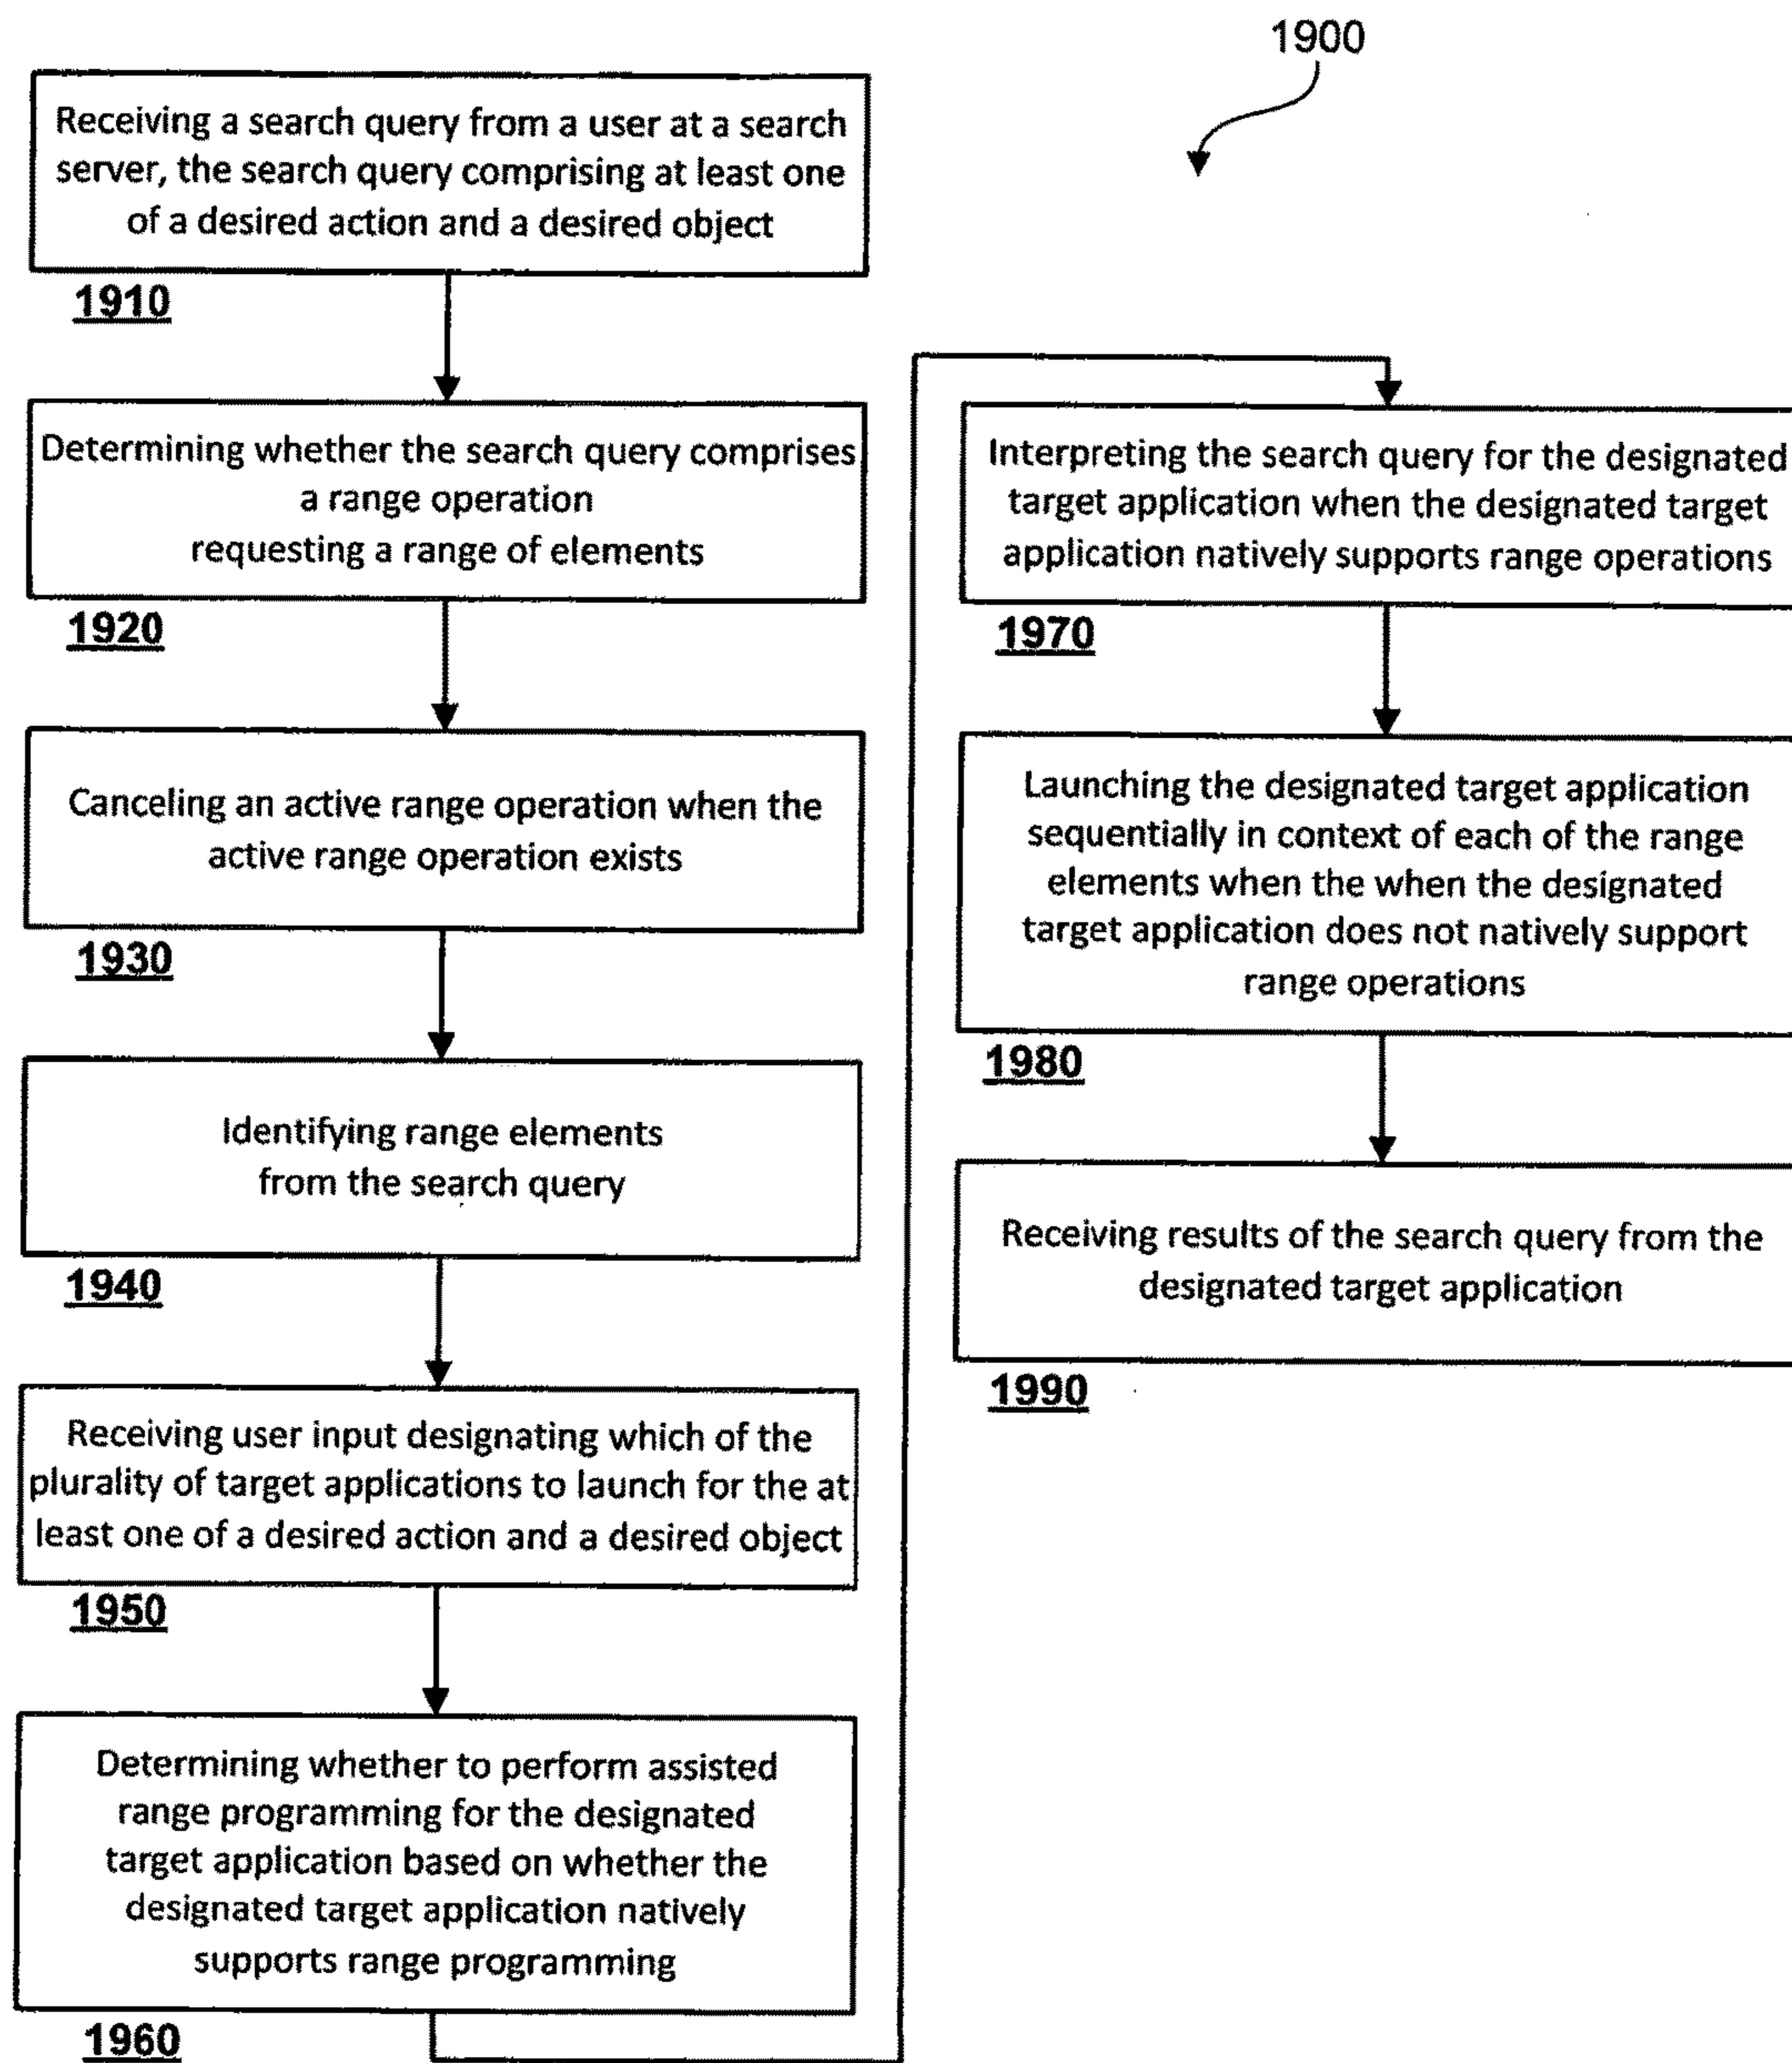 1900
Receiving a search query from a user at a search
server, the search query comprising at least one
of a desired action and a desired object
1910
Determining whether the search query comprises
a range operation
requesting a range of elements
1920
Canceling an active range operation when the
active range operation exists
1930
Identifying range elements
from the search query
1940
Receiving user input designating which of the
plurality of target applications to launch for the at
least one of a desired action and a desired object
1950
Determining whether to perform assisted
range programming for the designated
target application based on whether the
designated target application natively
supports range programming
1960
Interpreting the search query for the designated
target application when the designated target
application natively supports range operations
1970
Launching the designated target application
sequentially in context of each of the range
elements when the when the designated
target application does not natively support
range operations
1980
Receiving results of the search query from the
designated target application
1990